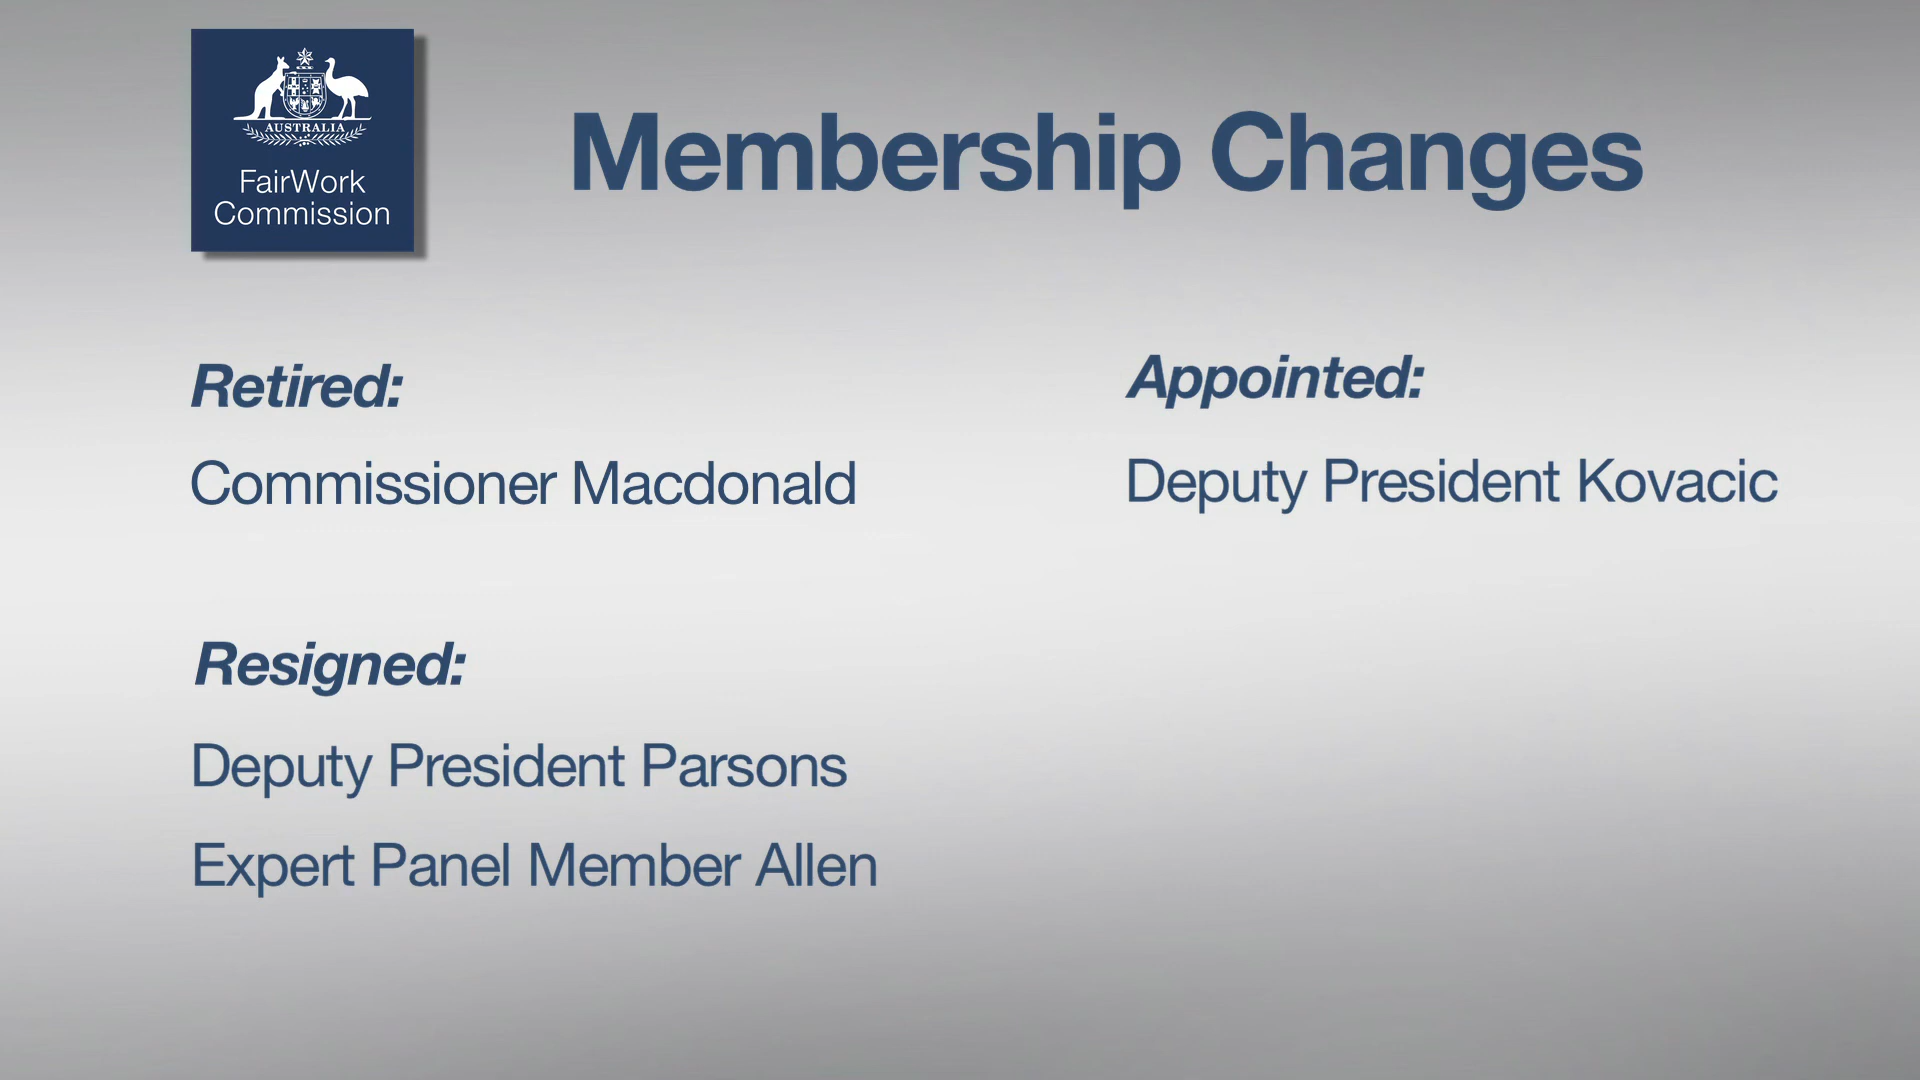 AUSTRALIA
FairWork
Commission
Membership Changes
Retired:
Commissioner Macdonald
Resigned:
Deputy President Parsons
Expert Panel Member Allen
Appointed:
Deputy President Kovacic